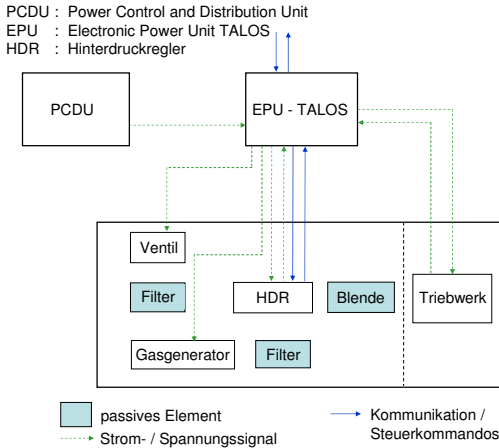 PCDU : Power Control and Distribution Unit
EPU : Electronic Power Unit TALOS
HDR : Hinterdruckregler
PCDU
EPU - TALOS
Ventil
Filter
HDR
Blende
Triebwerk
Gasgenerator
Filter
passives Element
Kommunikation /
Steuerkommandos
Strom- / Spannungssignal